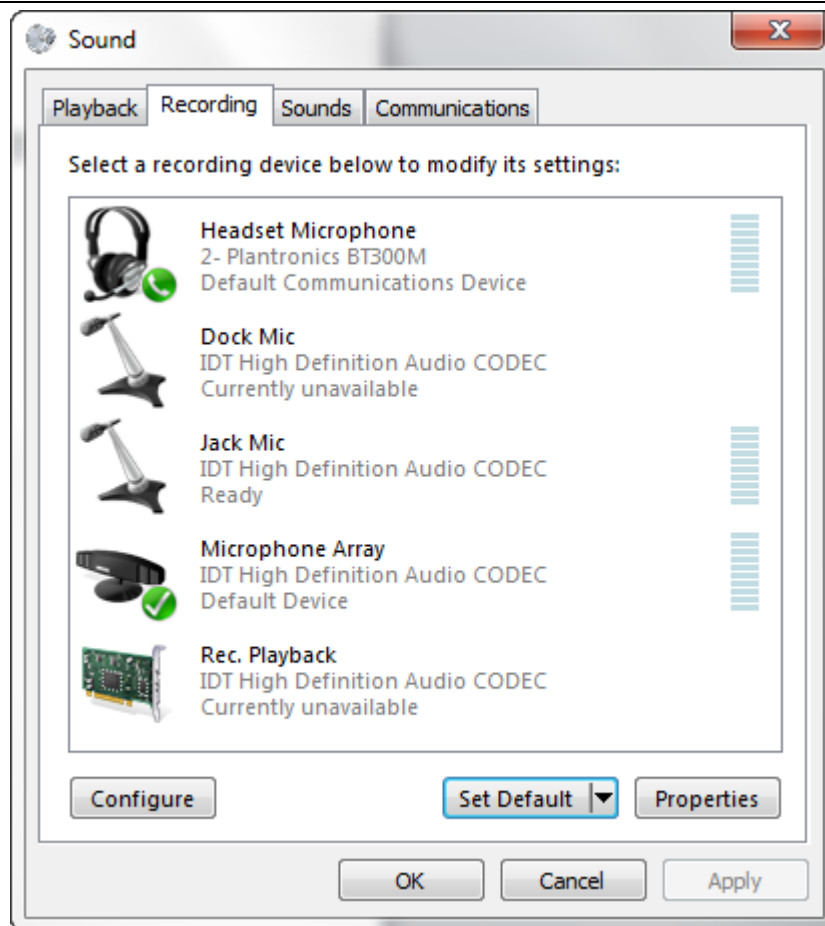 Sound
Playback Recording Sounds Communications
Select a recording device below to modify its settings:
Headset Microphone
2- Plantronics BT300M
Default Communications Device
Dock Mic
IDT High Definition Audio CODEC
Currently unavailable
Jack Mic
IDT High Definition Audio CODEC
Ready
Microphone Array
IDT High Definition Audio CODEC
Default Device
Rec. Playback
IDT High Definition Audio CODEC
Currently unavailable
Configure Set Default Properties
OK Cancel Apply